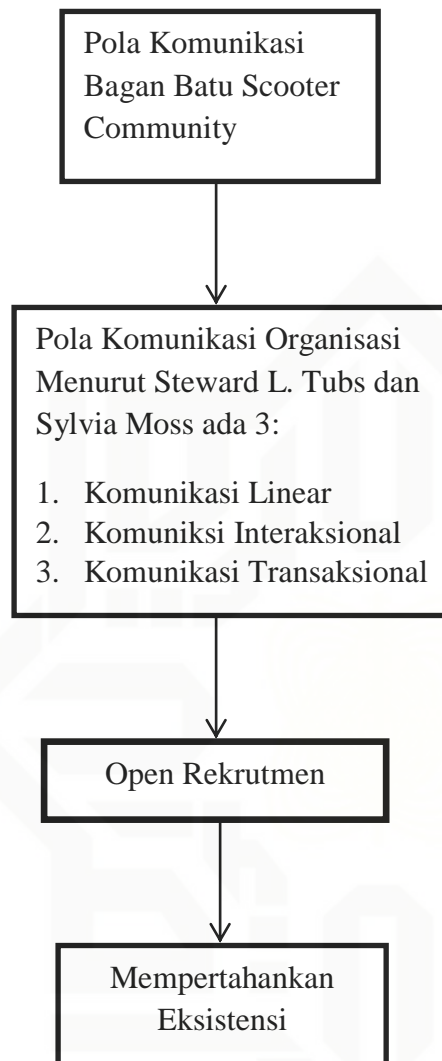 Pola Komunikasi
Bagan Batu Scooter
Community
Pola Komunikasi Organisasi
Menurut Steward L. Tubs dan
Sylvia Moss ada 3:
1. Komunikasi Linear
2. Komuniksi Interaksional
3. Komunikasi Transaksional
Open Rekrutmen
Mempertahankan
Eksistensi